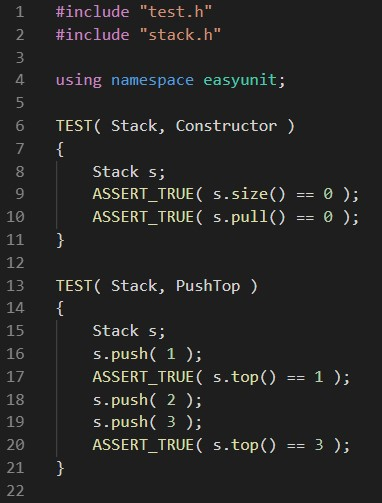 1 #include "test.h"
2 #include "stack.h"
3
4 using namespace easyunit;
5
6 TEST( Stack, Constructor )
7 {
8     Stack s;
9     ASSERT_TRUE( s.size() == 0 );
10     ASSERT_TRUE( s.pull() == 0 );
11 }
12
13 TEST( Stack, PushTop )
14 {
15     Stack s;
16     s.push( 1 );
17     ASSERT_TRUE( s.top() == 1 );
18     s.push( 2 );
19     s.push( 3 );
20     ASSERT_TRUE( s.top() == 3 );
21 }
22